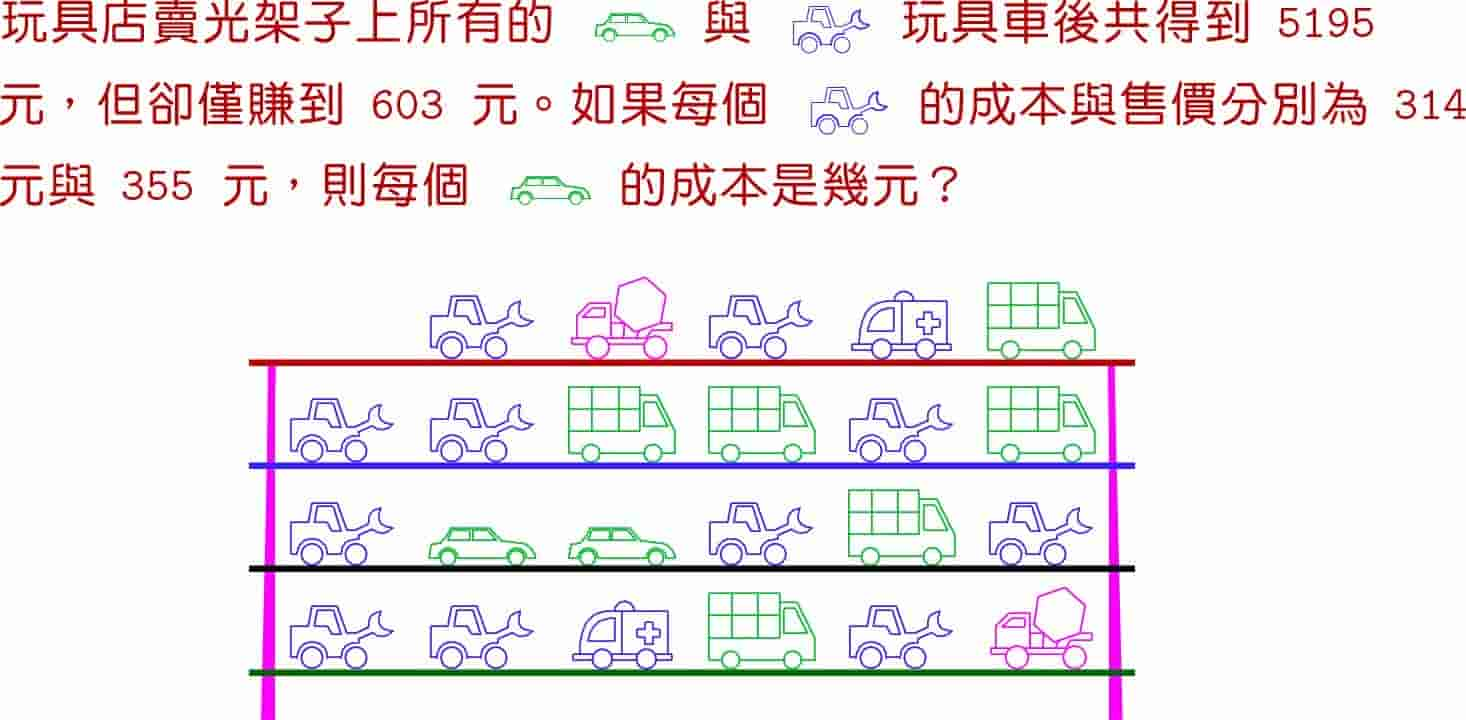 玩具店賣光架子上所有的 與 玩具車後共得到 5195
元，但卻僅賺到 603 元。如果每個 的成本與售價分別為 314
元與 355 元，則每個 的成本是幾元？